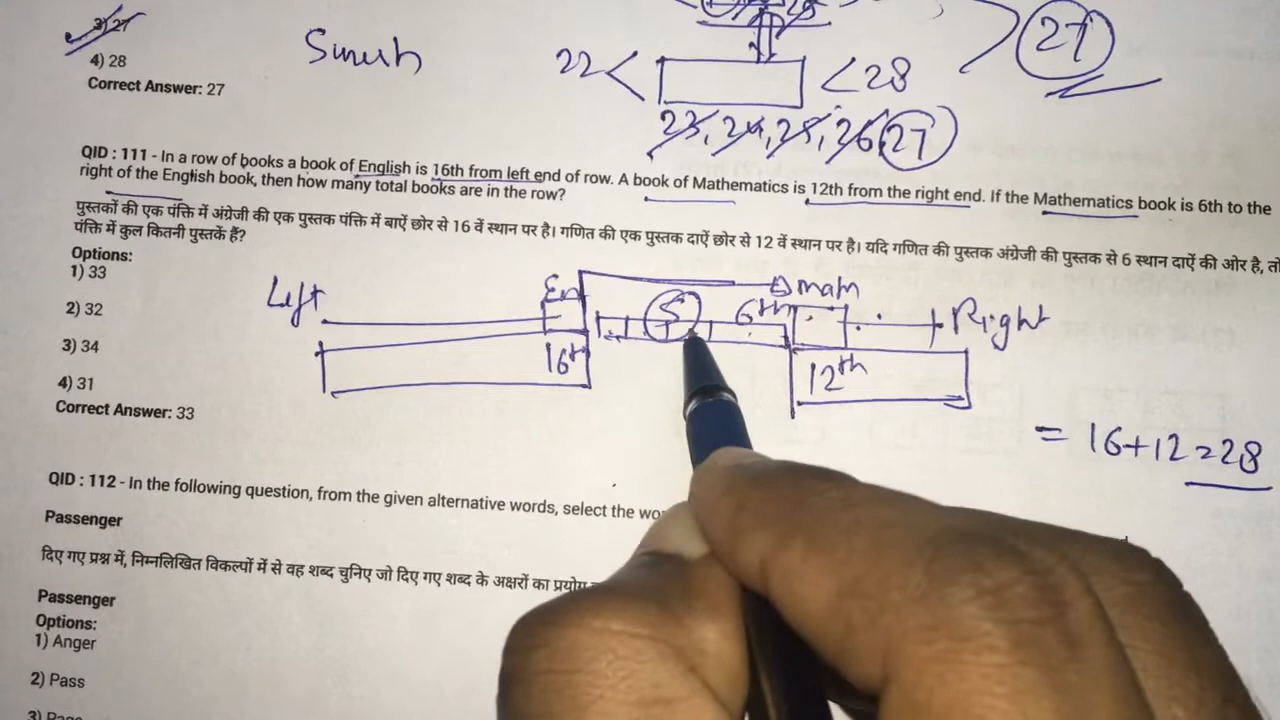 3) 27
4) 28
Correct Answer: 27
Suresh
22 < < 28
23, 24, 25, 26 27
27
QID : 111 - In a row of books a book of English is 16th from left end of row. A book of Mathematics is 12th from the right end. If the Mathematics book is 6th to the
right of the English book, then how many total books are in the row?
पुस्तकों की एक पंक्ति में अंग्रेजी की एक पुस्तक पंक्ति में बाऐं छोर से 16 वें स्थान पर है। गणित की एक पुस्तक दाऐं छोर से 12 वें स्थान पर है। यदि गणित की पुस्तक अंग्रेजी की पुस्तक से 6 स्थान दाऐं की ओर है, तो
पंक्ति में कुल कितनी पुस्तकें हैं?
Options:
1) 33
2) 32
3) 34
4) 31
Correct Answer: 33
Left En 5 6th math Right
16th 12th
= 16+12=28
QID : 112 - In the following question, from the given alternative words, select the
Passenger
दिए गए प्रश्न में, निम्नलिखित विकल्पों में से वह शब्द चुनिए जो दिए गए शब्द के अक्षरों का प्रयोग
Passenger
Options:
1) Anger
2) Pass
3)